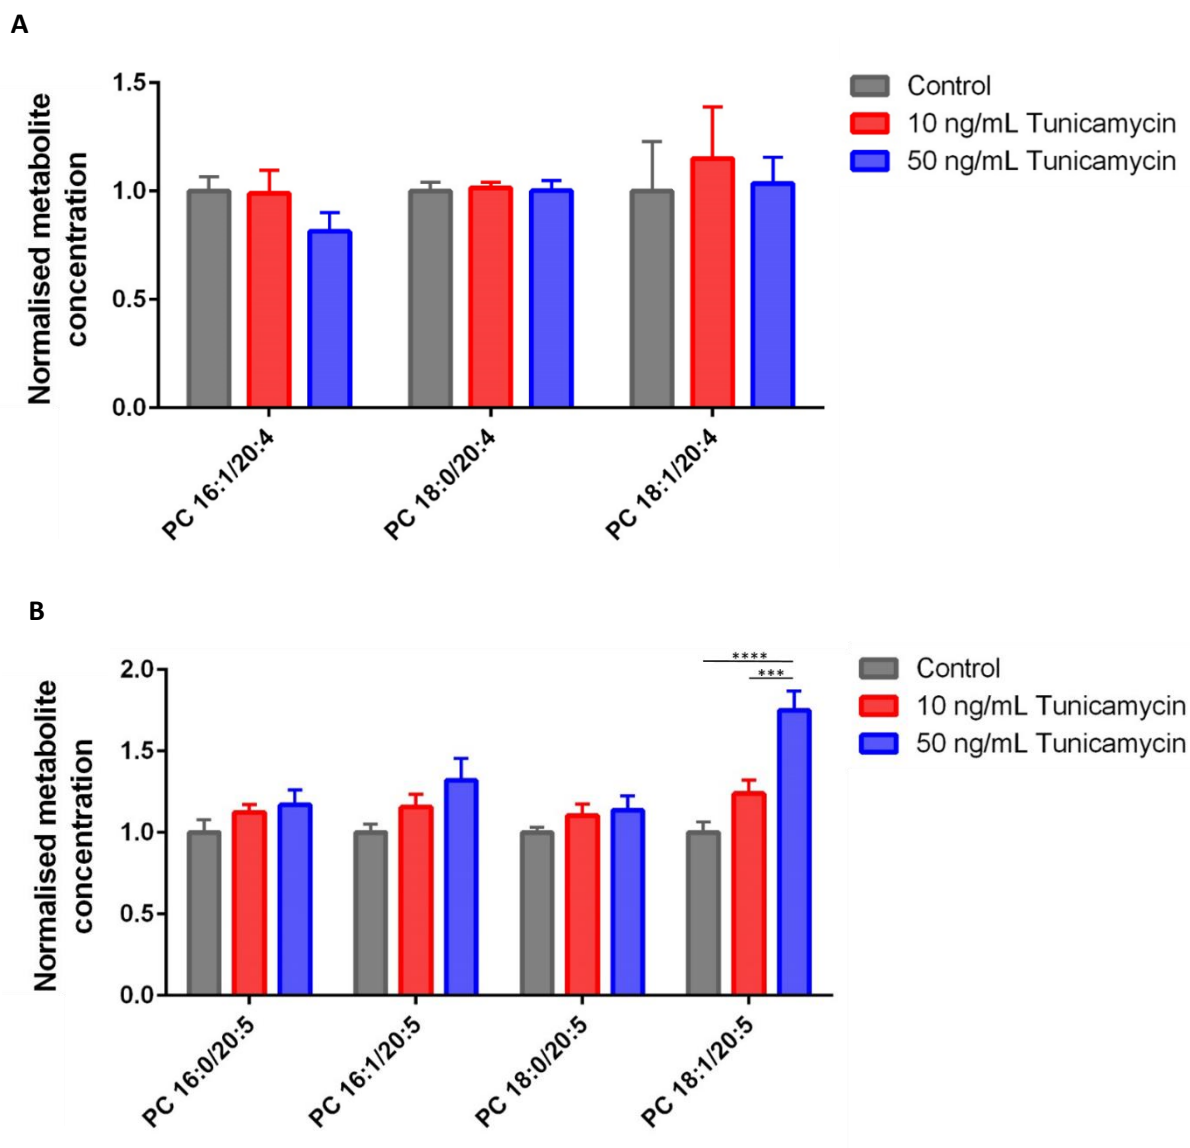 A
Normalised metabolite
concentration
1.5
1.0
0.5
0.0
PC 16:1/20:4
PC 18:0/20:4
PC 18:1/20:4
Control
10 ng/mL Tunicamycin
50 ng/mL Tunicamycin
B
Normalised metabolite
concentration
2.0
1.5
1.0
0.5
0.0
****
***
PC 16:0/20:5
PC 16:1/20:5
PC 18:0/20:5
PC 18:1/20:5
Control
10 ng/mL Tunicamycin
50 ng/mL Tunicamycin